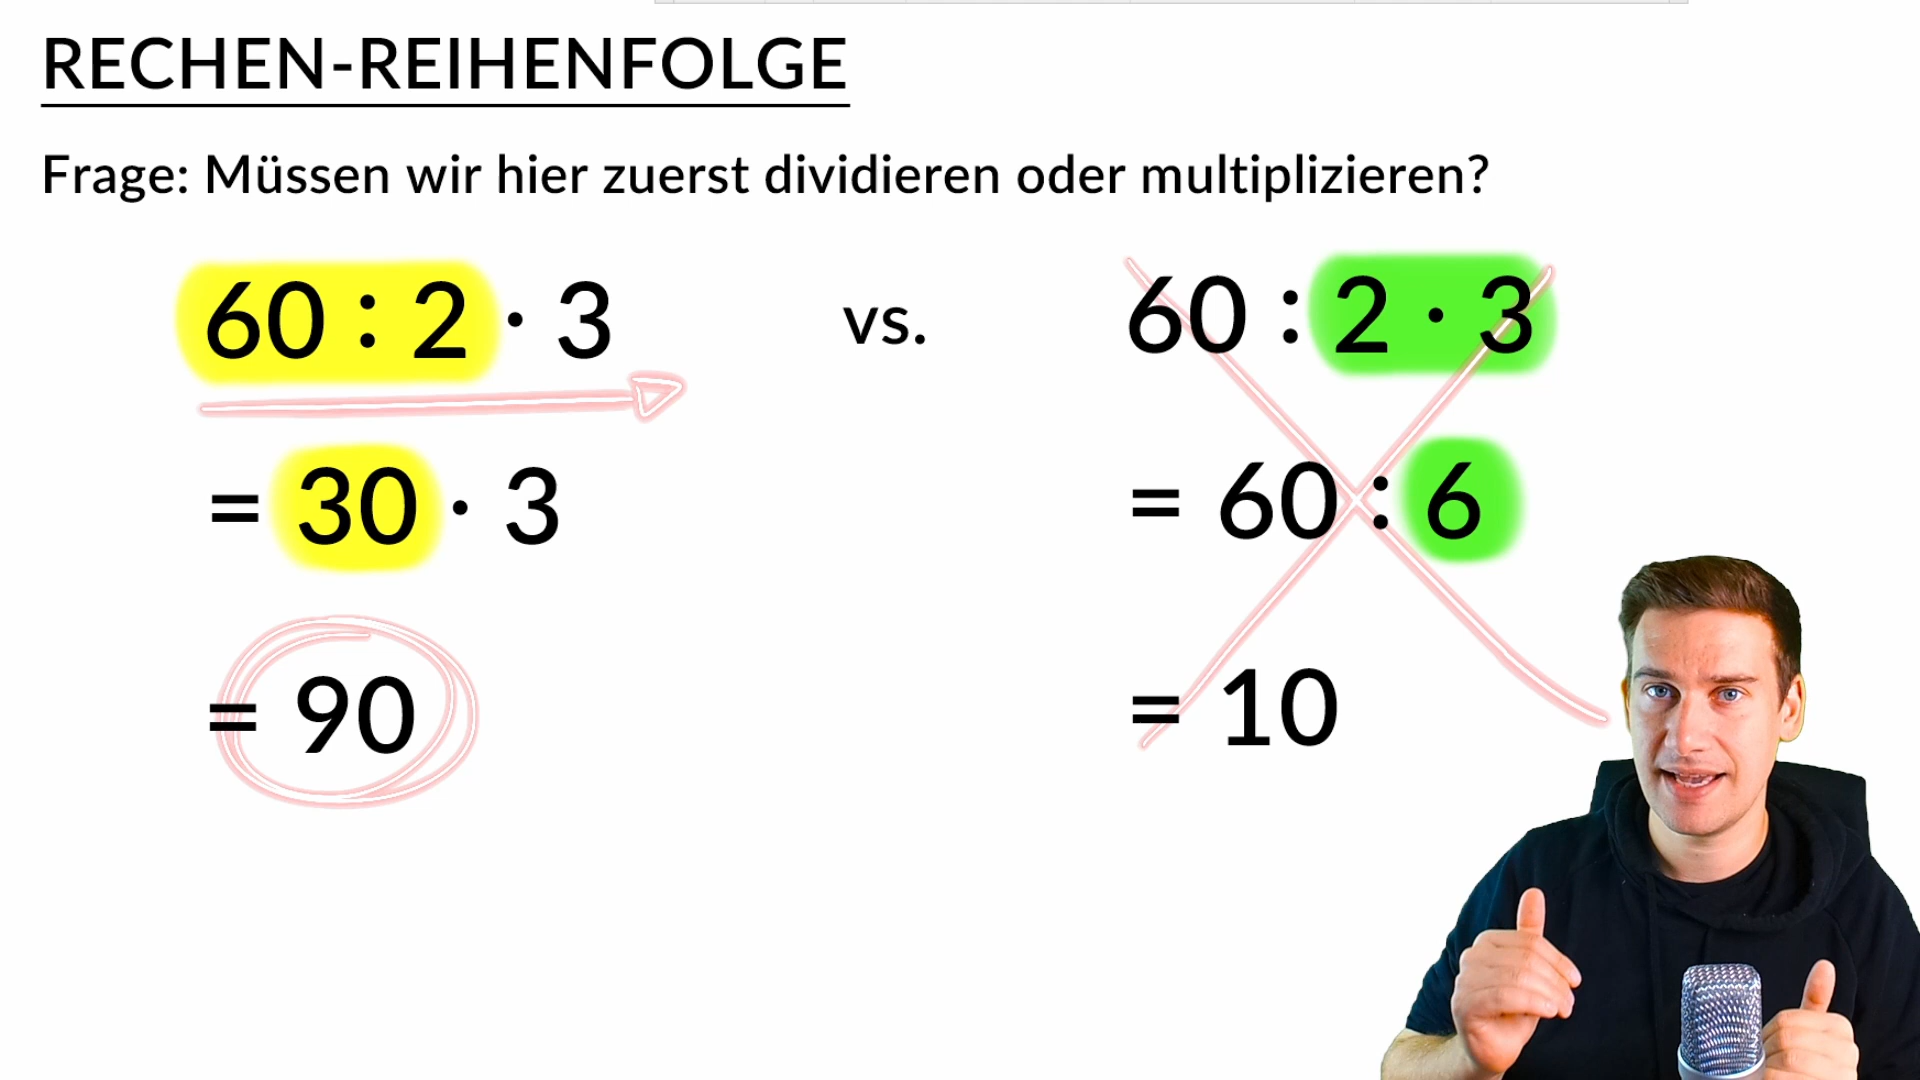 RECHEN-REIHENFOLGE
Frage: Müssen wir hier zuerst dividieren oder multiplizieren?
60 : 2 · 3
= 30 · 3
= 90
vs.
60 : 2 · 3
= 60 : 6
= 10